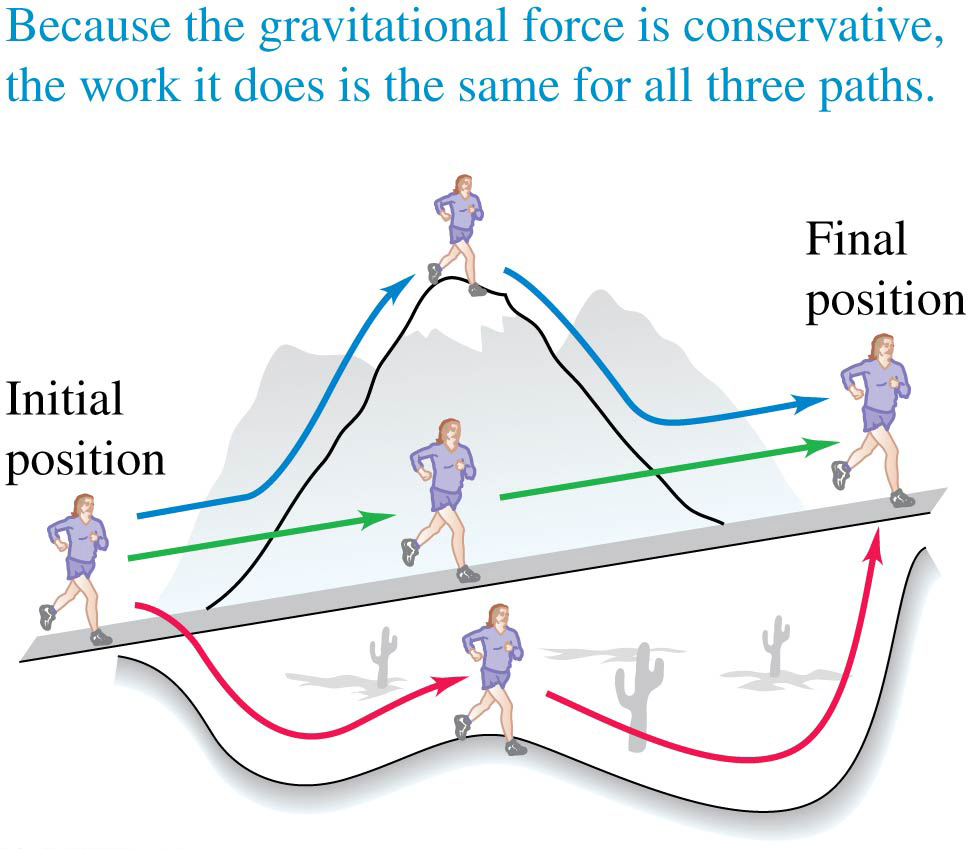 Because the gravitational force is conservative,
the work it does is the same for all three paths.
Final
position
Initial
position